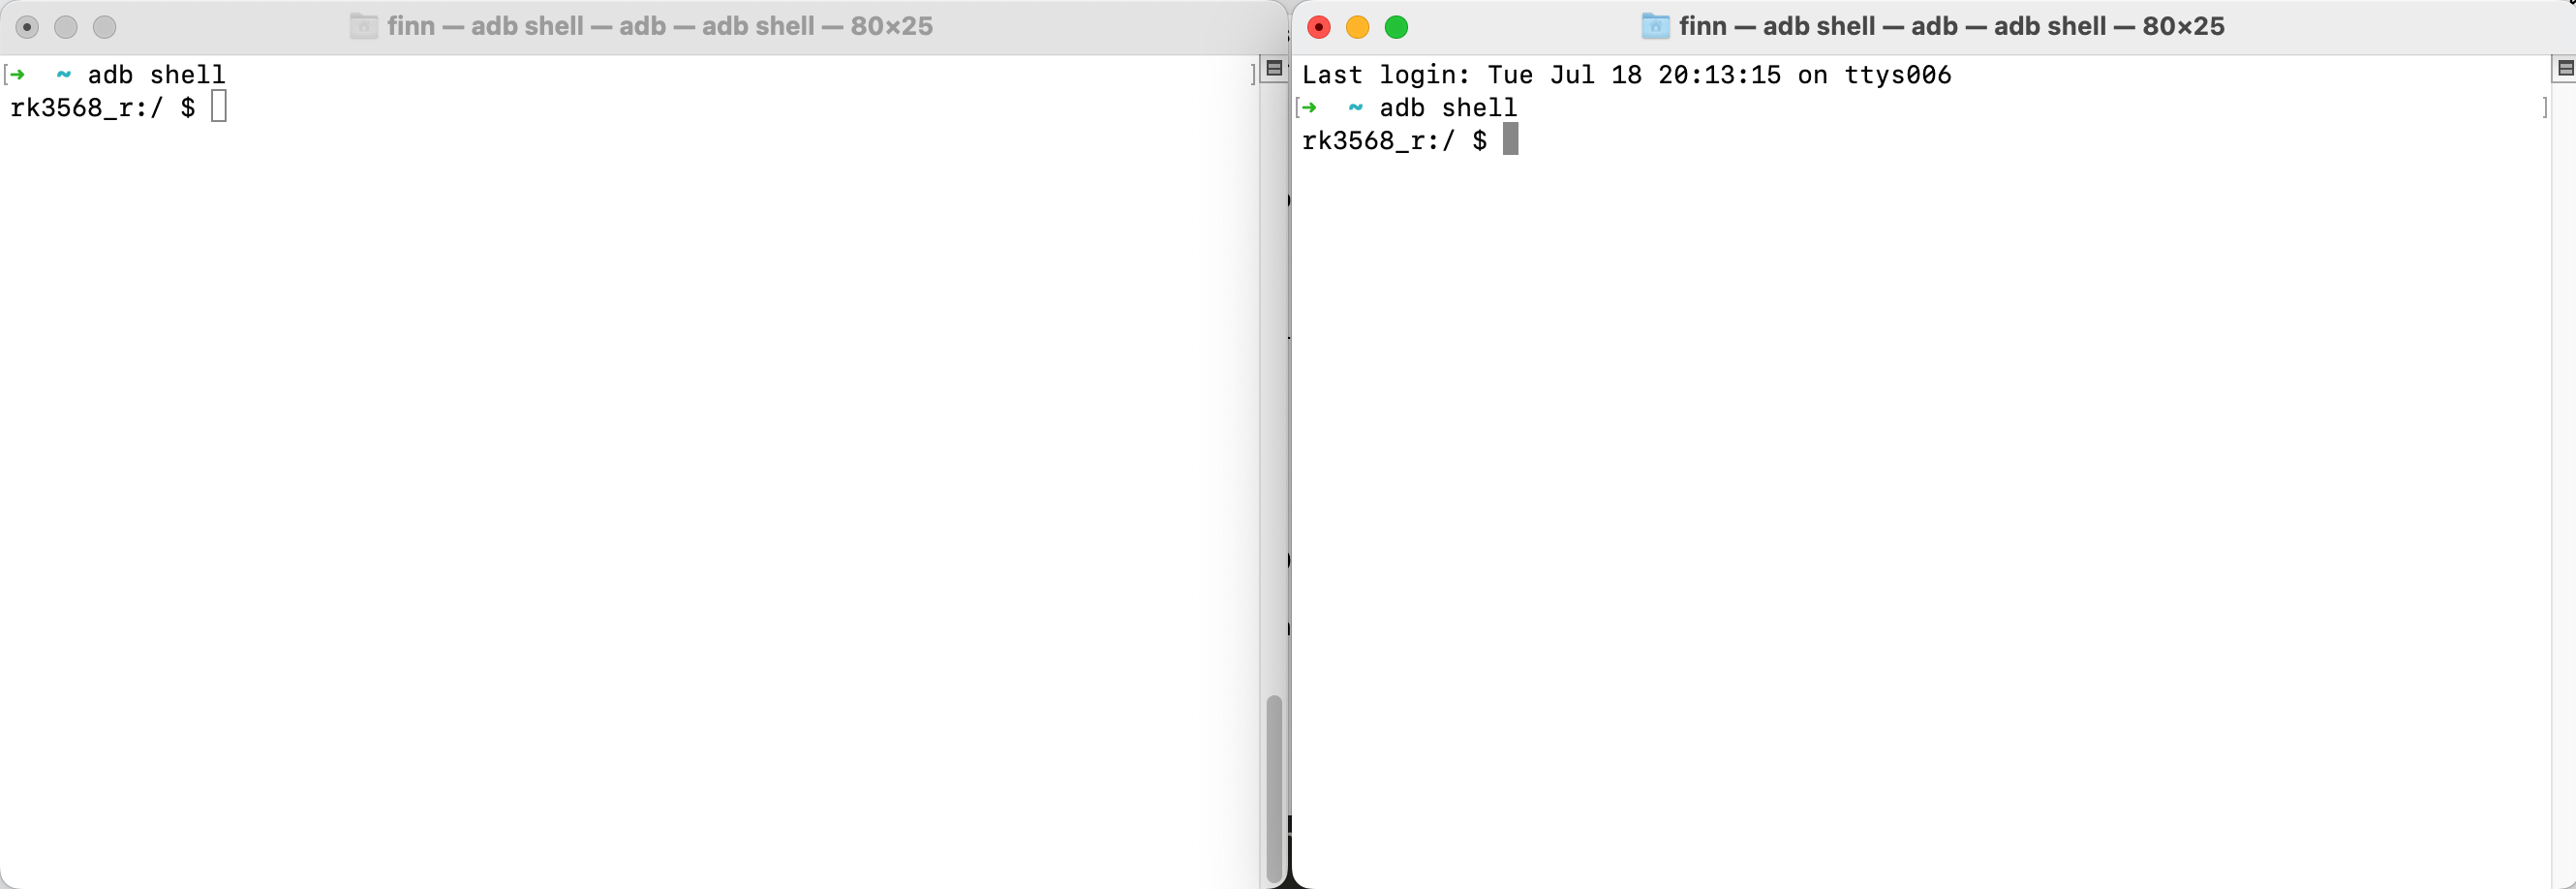 finn — adb shell — adb — adb shell — 80×25
[➜  ~ adb shell ]
rk3568_r:/ $
finn — adb shell — adb — adb shell — 80×25
Last login: Tue Jul 18 20:13:15 on ttys006
[➜  ~ adb shell ]
rk3568_r:/ $